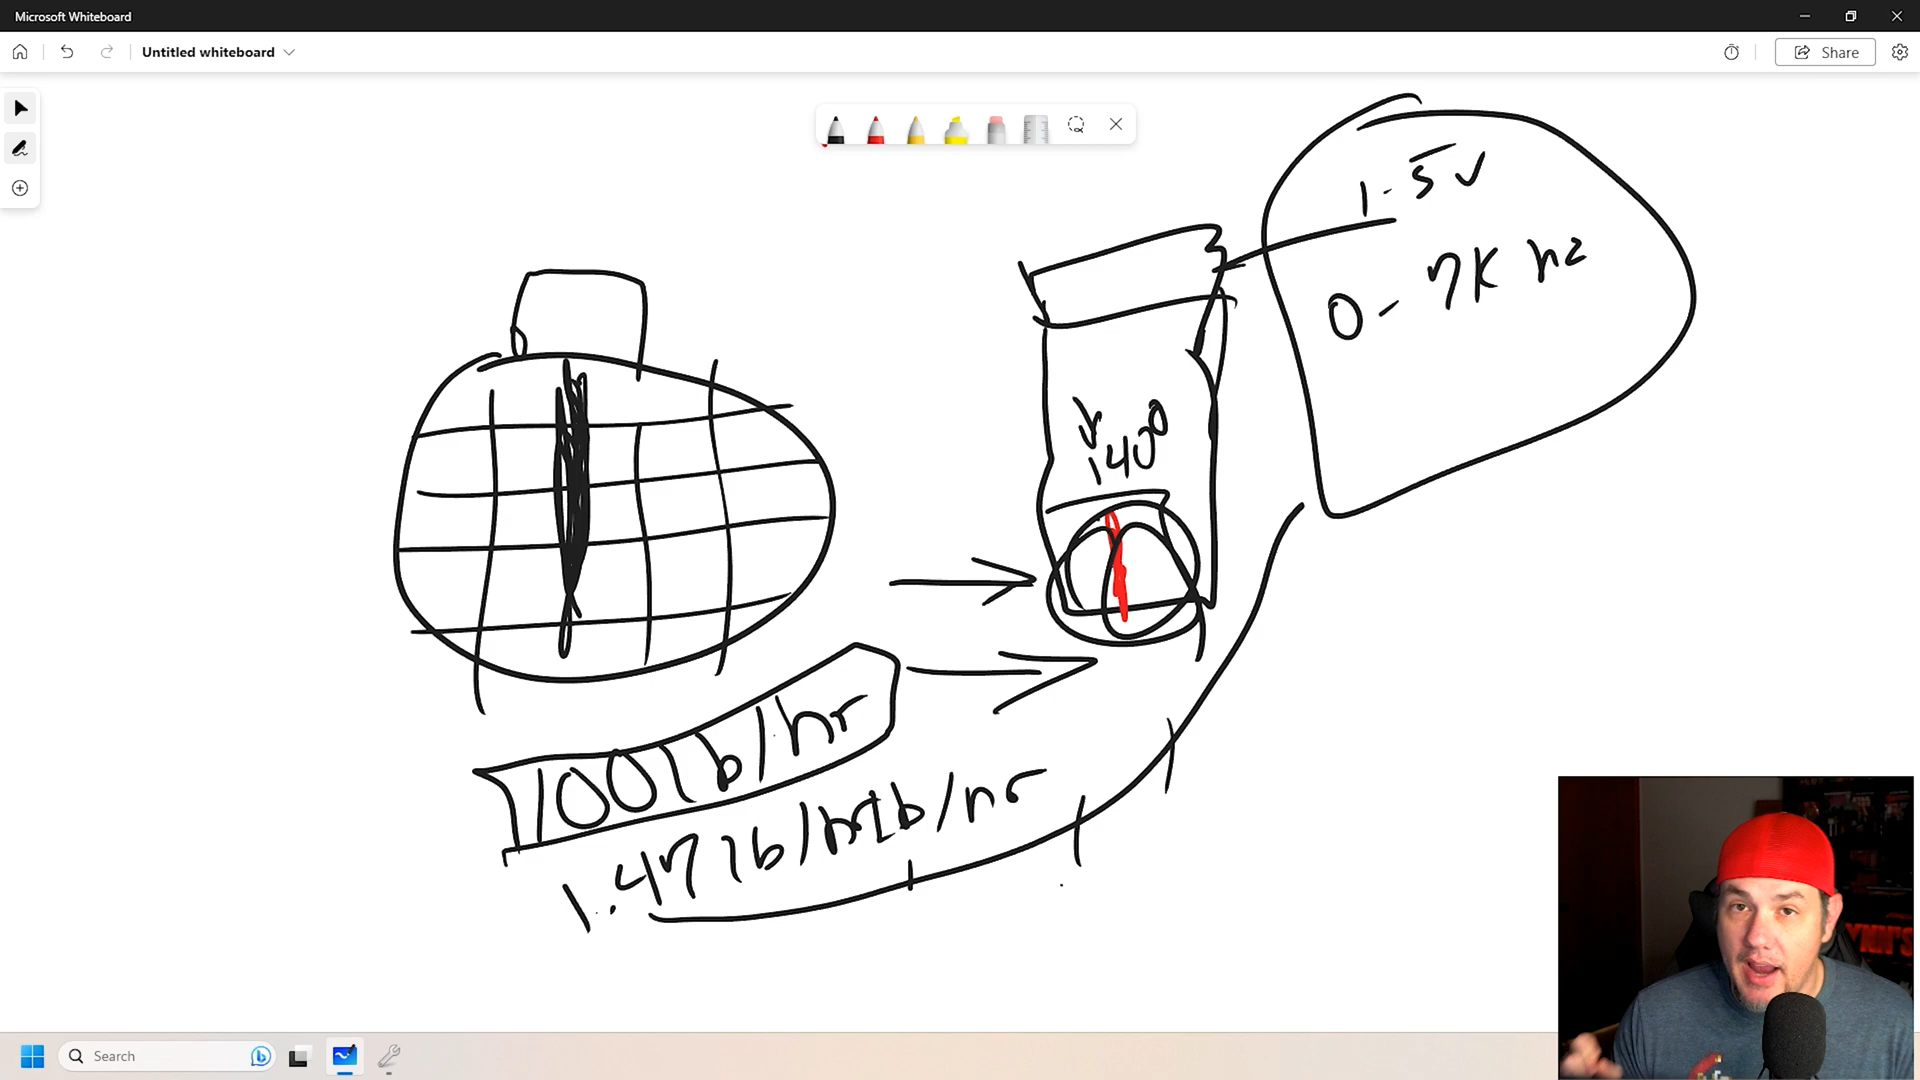 Microsoft Whiteboard
Untitled whiteboard
Share
1-5v
0-7K hz
140°
100lb/hr
1.47lb/hr lb/hr
Search